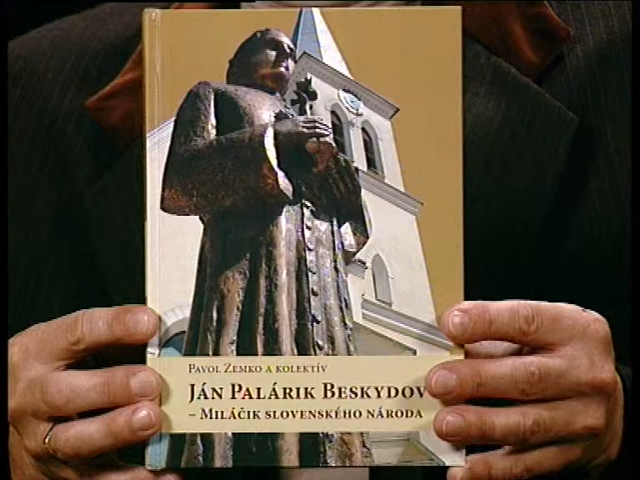 Pavol Zemko a kolektív
Ján Palárik Beskydov
– Miláčik slovenského národa